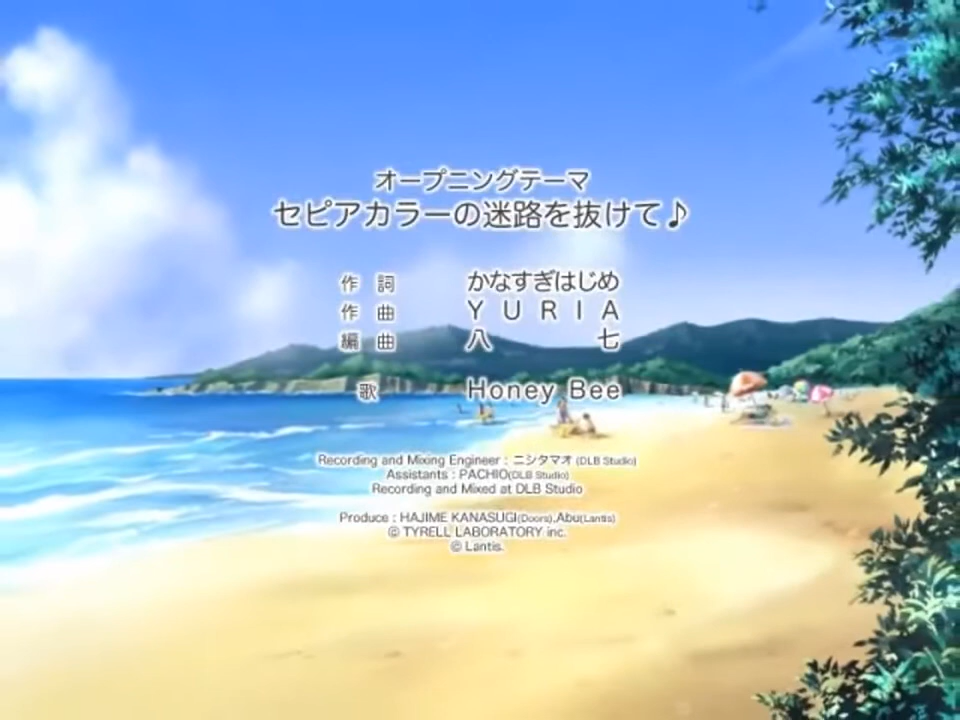 オープニングテーマ
セピアカラーの迷路を抜けて♪
作 詞 かなすぎはじめ
作 曲 YURIA
編 曲 八 七
歌 Honey Bee
Recording and Mixing Engineer : ニシタマオ (DLB Studio)
Assistants : PACHIO(DLB Studio)
Recording and Mixed at DLB Studio
Produce : HAJIME KANASUGI(Doors),Abu(Lantis)
© TYRELL LABORATORY inc.
© Lantis.